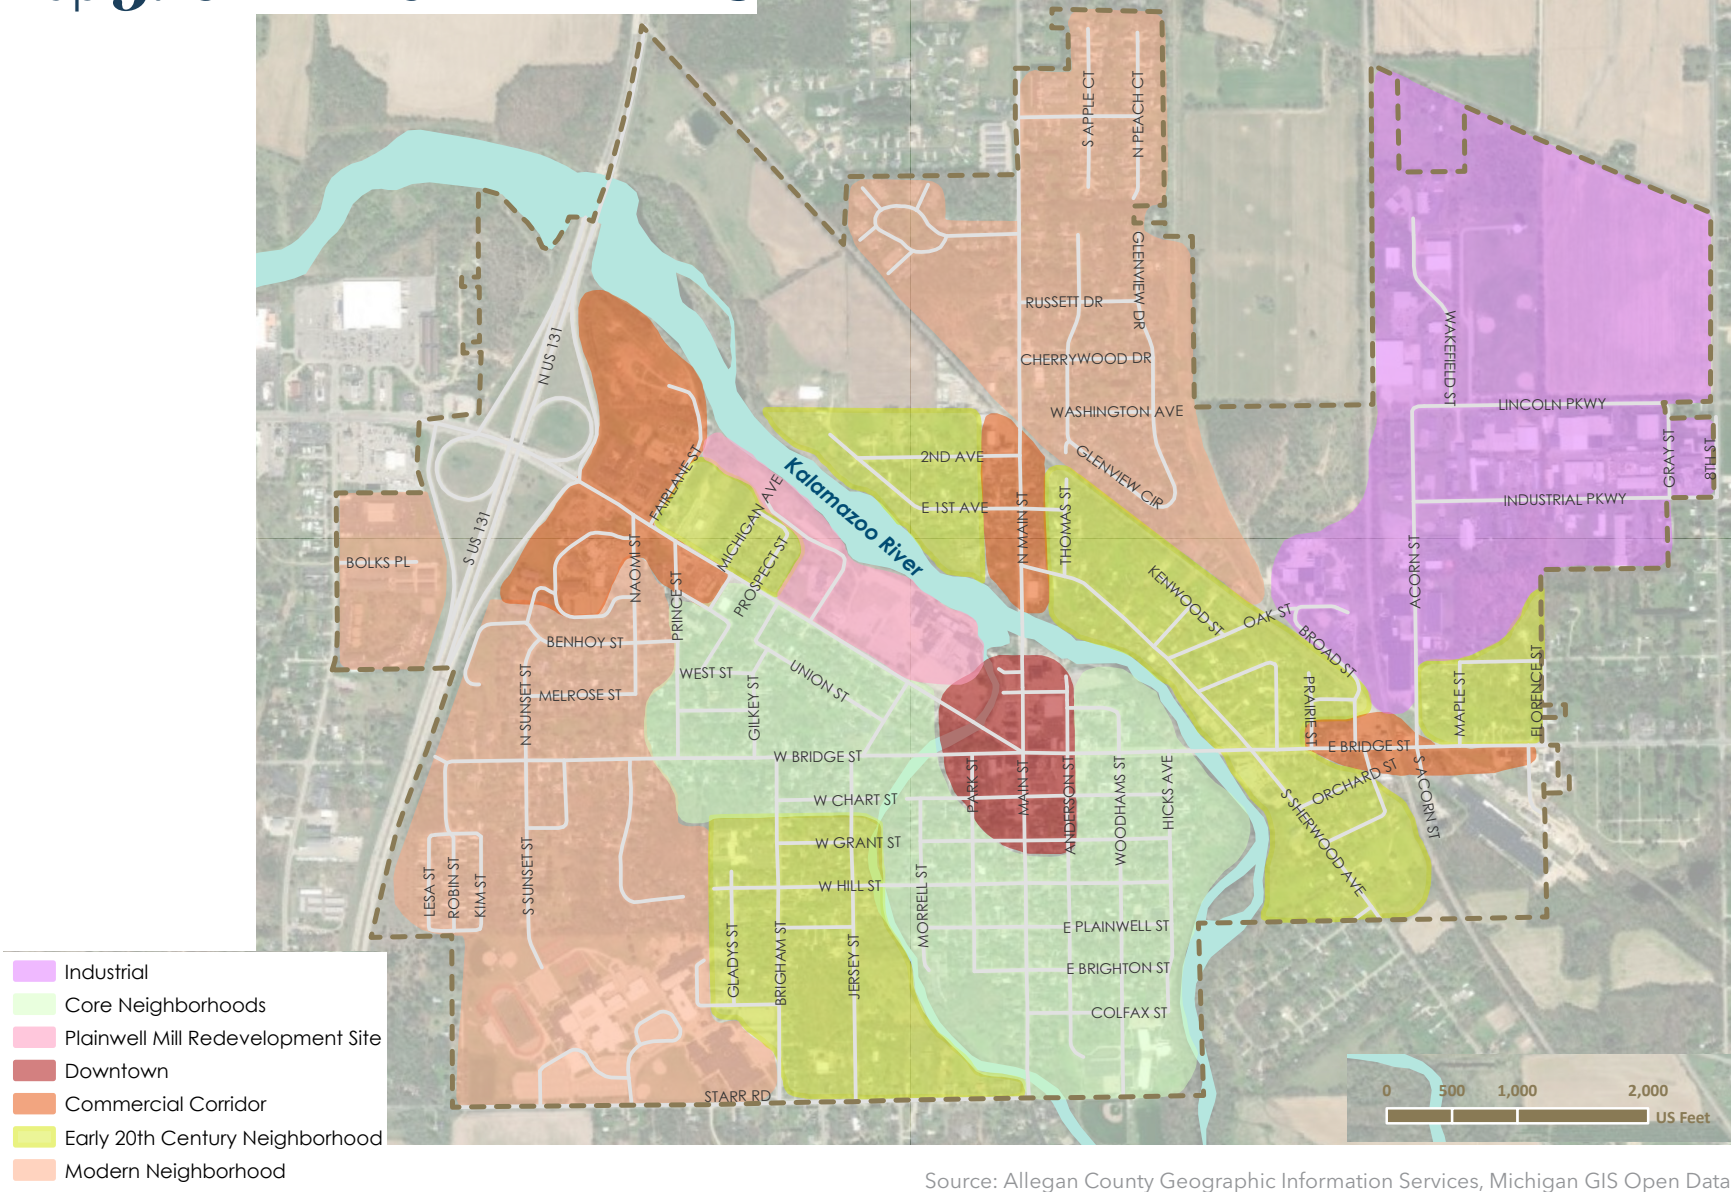 S APPLE CT
N PEACH CT
GLENVIEW DR
RUSSETT DR
CHERRYWOOD DR
WASHINGTON AVE
GLENVIEW CIR
N US 131
S US 131
WAKEFIELD ST
LINCOLN PKWY
GRAY ST
18TH ST
INDUSTRIAL PKWY
ACORN ST
2ND AVE
E 1ST AVE
N MAIN ST
THOMAS ST
Kalamazoo River
FAIRLANE ST
MICHIGAN AVE
PROSPECT ST
BOLKS PL
NAOMI ST
PRINCE ST
KENWOOD ST
OAK ST
BROAD ST
BENHOY ST
WEST ST
UNION ST
GILKEY ST
MELROSE ST
N SUNSET ST
PRAIRIE ST
MAPLE ST
FLORENCE ST
W BRIDGE ST
E BRIDGE ST
ORCHARD ST
S ACORN ST
S SHERWOOD AVE
PARK ST
MAIN ST
ANDERSON ST
WOODHAMS ST
HICKS AVE
W CHART ST
W GRANT ST
W HILL ST
LESA ST
ROBIN ST
KIM ST
S SUNSET ST
MORRELL ST
E PLAINWELL ST
E BRIGHTON ST
COLFAX ST
GLADYS ST
BRIGHAM ST
JERSEY ST
STARR RD
Industrial
Core Neighborhoods
Plainwell Mill Redevelopment Site
Downtown
Commercial Corridor
Early 20th Century Neighborhood
Modern Neighborhood
0 500 1,000 2,000
US Feet
Source: Allegan County Geographic Information Services, Michigan GIS Open Data